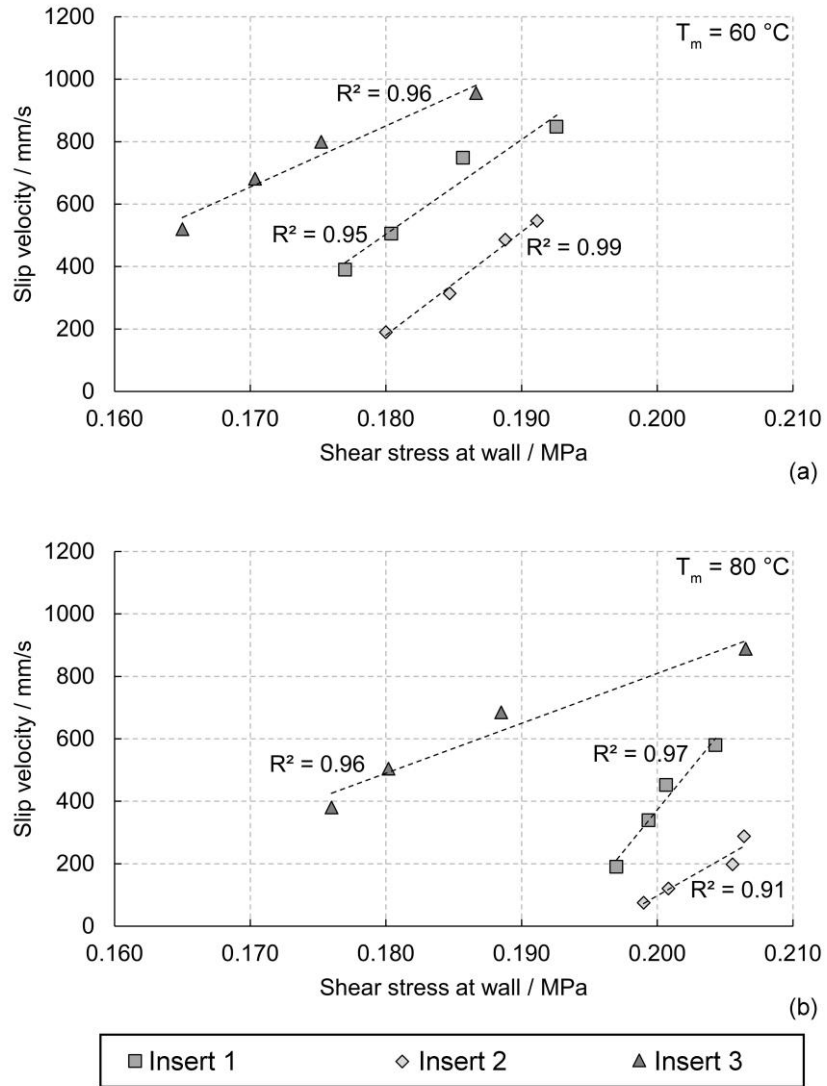 1200
T_m = 60 °C
1000
R² = 0.96
800
600
R² = 0.95
R² = 0.99
400
200
0
Slip velocity / mm/s
0.160 0.170 0.180 0.190 0.200 0.210
Shear stress at wall / MPa
(a)
1200
T_m = 80 °C
1000
800
600
R² = 0.96
R² = 0.97
400
200
R² = 0.91
0
Slip velocity / mm/s
0.160 0.170 0.180 0.190 0.200 0.210
Shear stress at wall / MPa
(b)
Insert 1 Insert 2 Insert 3